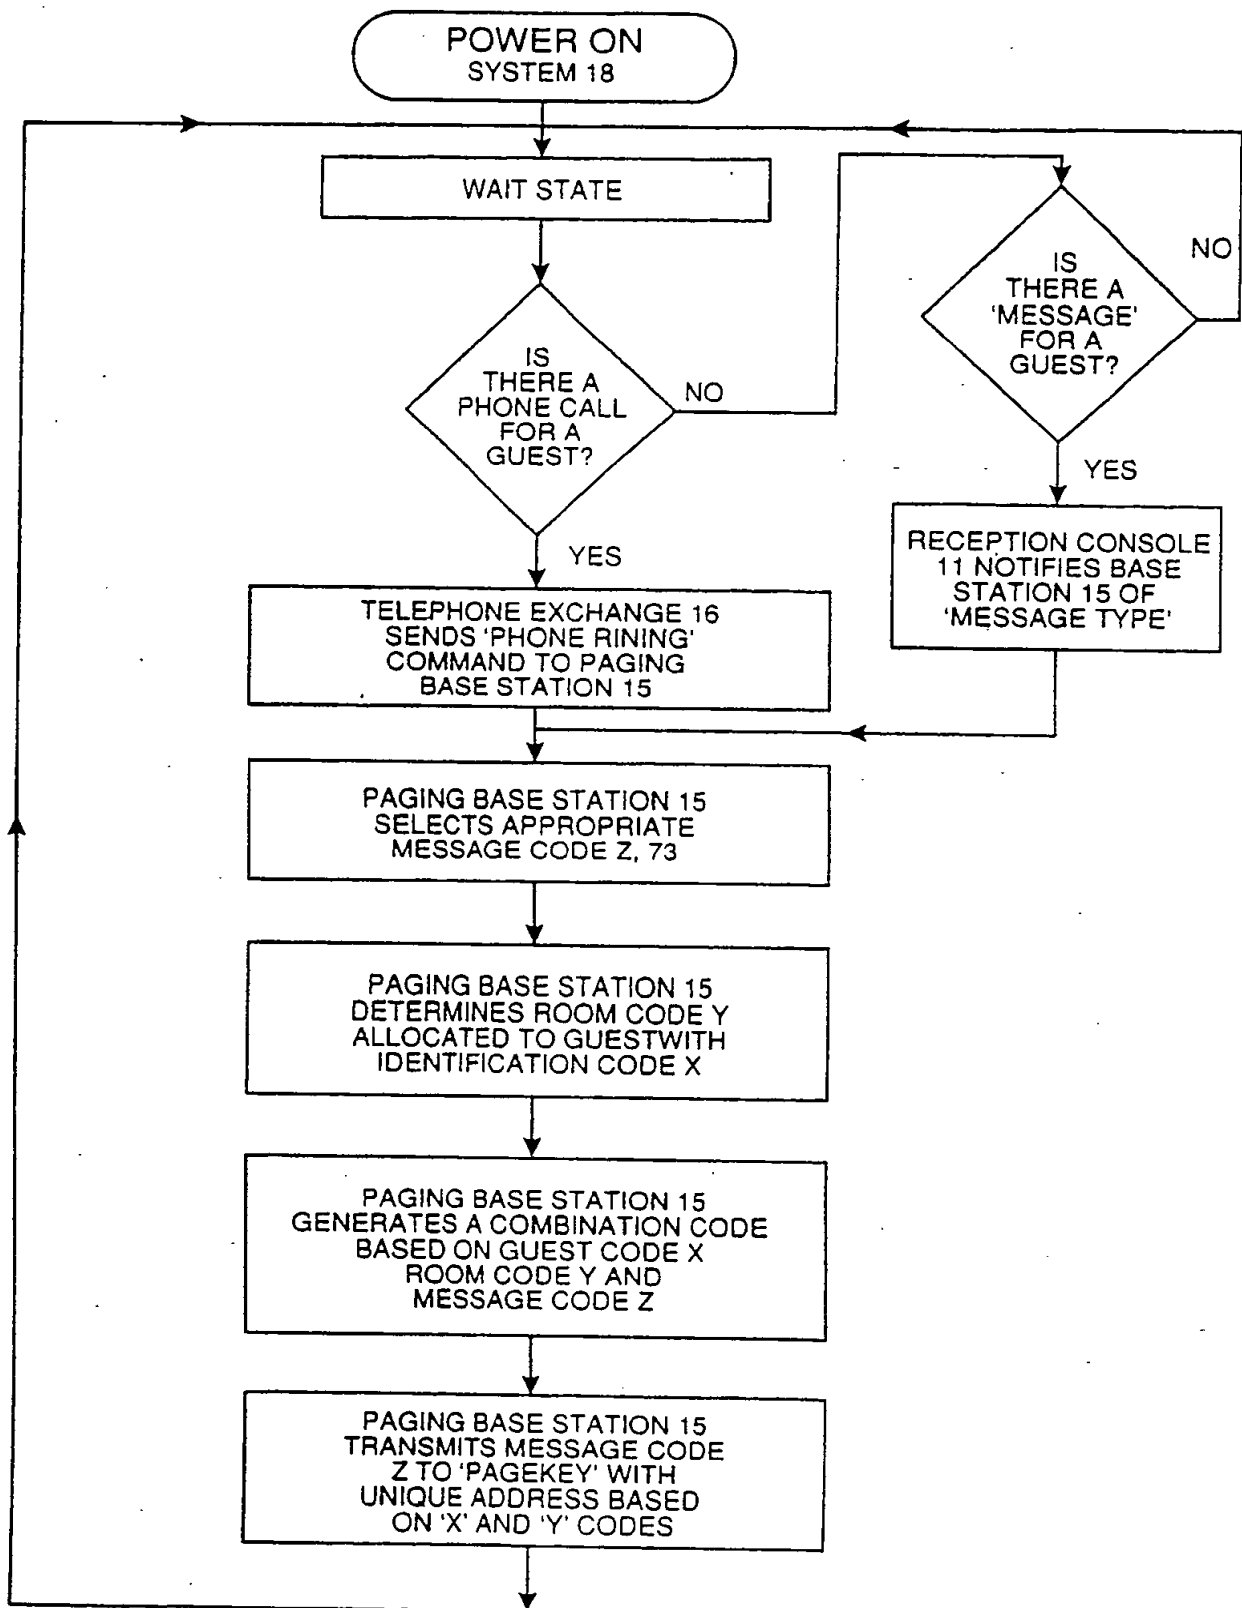 POWER ON
SYSTEM 18
WAIT STATE
IS
THERE A
PHONE CALL
FOR A
GUEST?
NO
YES
IS
THERE A
'MESSAGE'
FOR A
GUEST?
NO
YES
RECEPTION CONSOLE
11 NOTIFIES BASE
STATION 15 OF
'MESSAGE TYPE'
TELEPHONE EXCHANGE 16
SENDS 'PHONE RINING'
COMMAND TO PAGING
BASE STATION 15
PAGING BASE STATION 15
SELECTS APPROPRIATE
MESSAGE CODE Z, 73
PAGING BASE STATION 15
DETERMINES ROOM CODE Y
ALLOCATED TO GUESTWITH
IDENTIFICATION CODE X
PAGING BASE STATION 15
GENERATES A COMBINATION CODE
BASED ON GUEST CODE X
ROOM CODE Y AND
MESSAGE CODE Z
PAGING BASE STATION 15
TRANSMITS MESSAGE CODE
Z TO 'PAGEKEY' WITH
UNIQUE ADDRESS BASED
ON 'X' AND 'Y' CODES